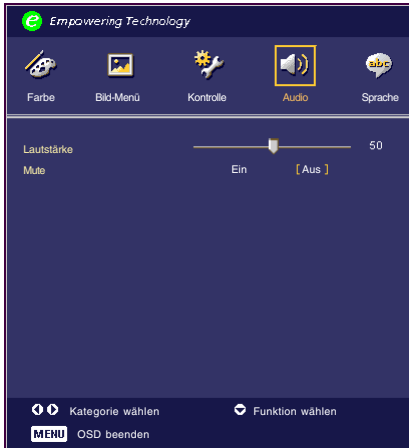 e Empowering Technology
abc
Farbe Bild-Menü Kontrolle Audio Sprache
Lautstärke 50
Mute Ein [ Aus ]
Kategorie wählen Funktion wählen
MENU OSD beenden